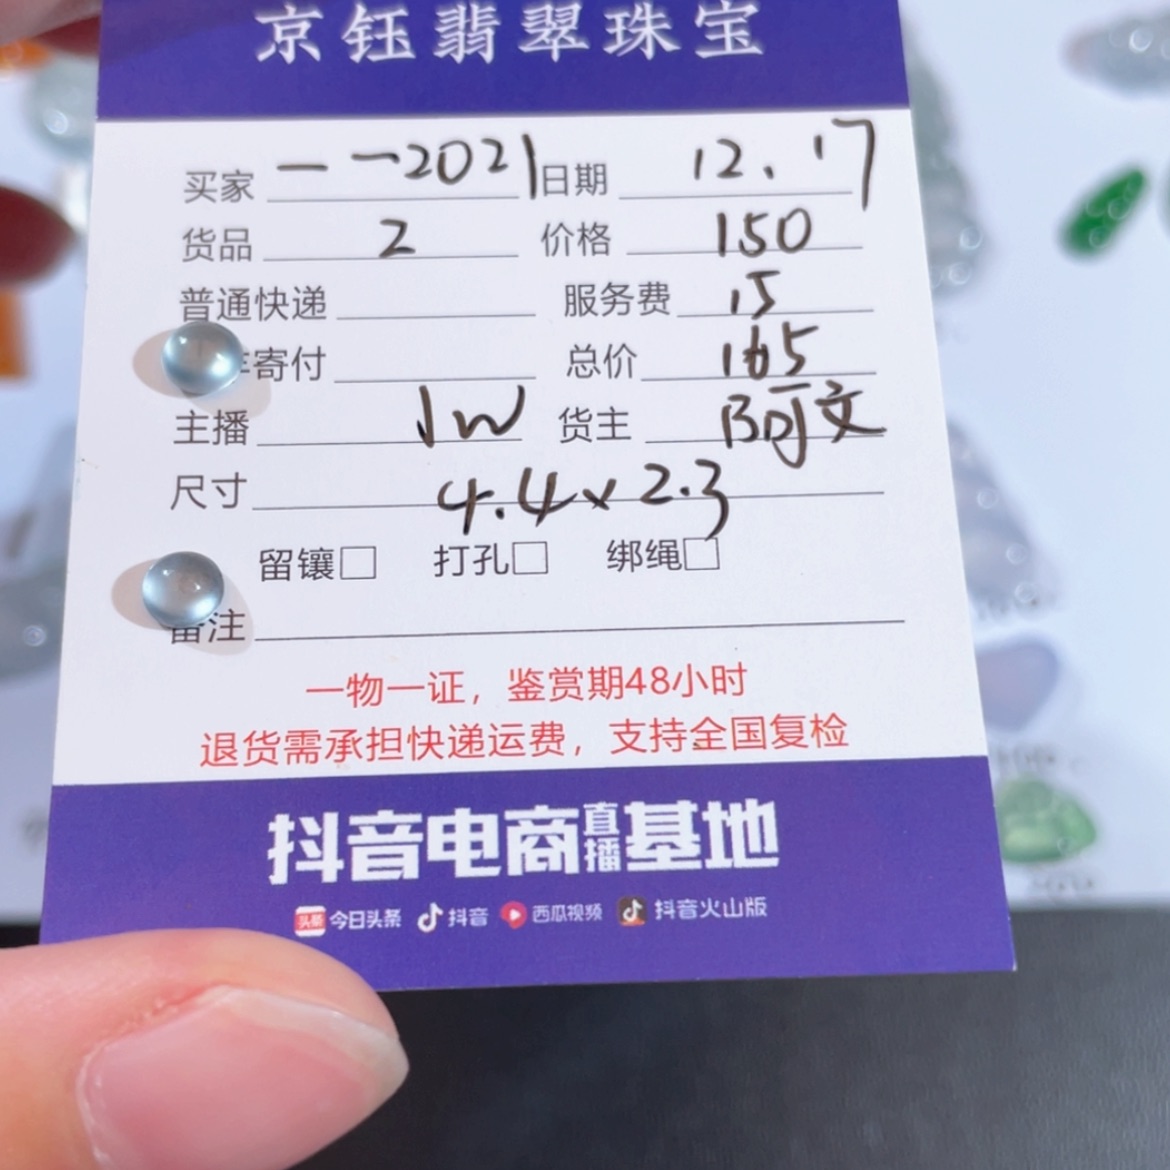 京钰翡翠珠宝
买家 一一2021 日期 12.17
货品 2 价格 150
普通快递 服务费 15
寄付 总价 165
主播 JW 货主 阿文
尺寸 4.4x2.3
留镶□ 打孔□ 绑绳□
备注
一物一证，鉴赏期48小时
退货需承担快递运费，支持全国复检
抖音电商直播基地
头条 今日头条 抖音 西瓜视频 抖音火山版